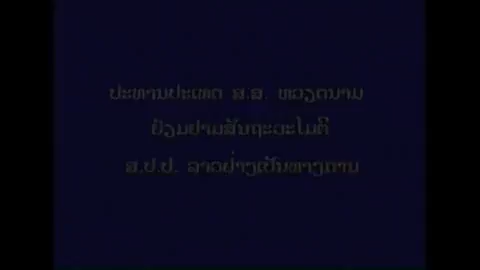 ປະທານປະເທດ ສ.ສ. ຫວຽດນາມ
ຢ້ຽມຢາມສັນຖະວະໄມຕີ
ສ.ປ.ປ. ລາວຢ່າງເປັນທາງການ